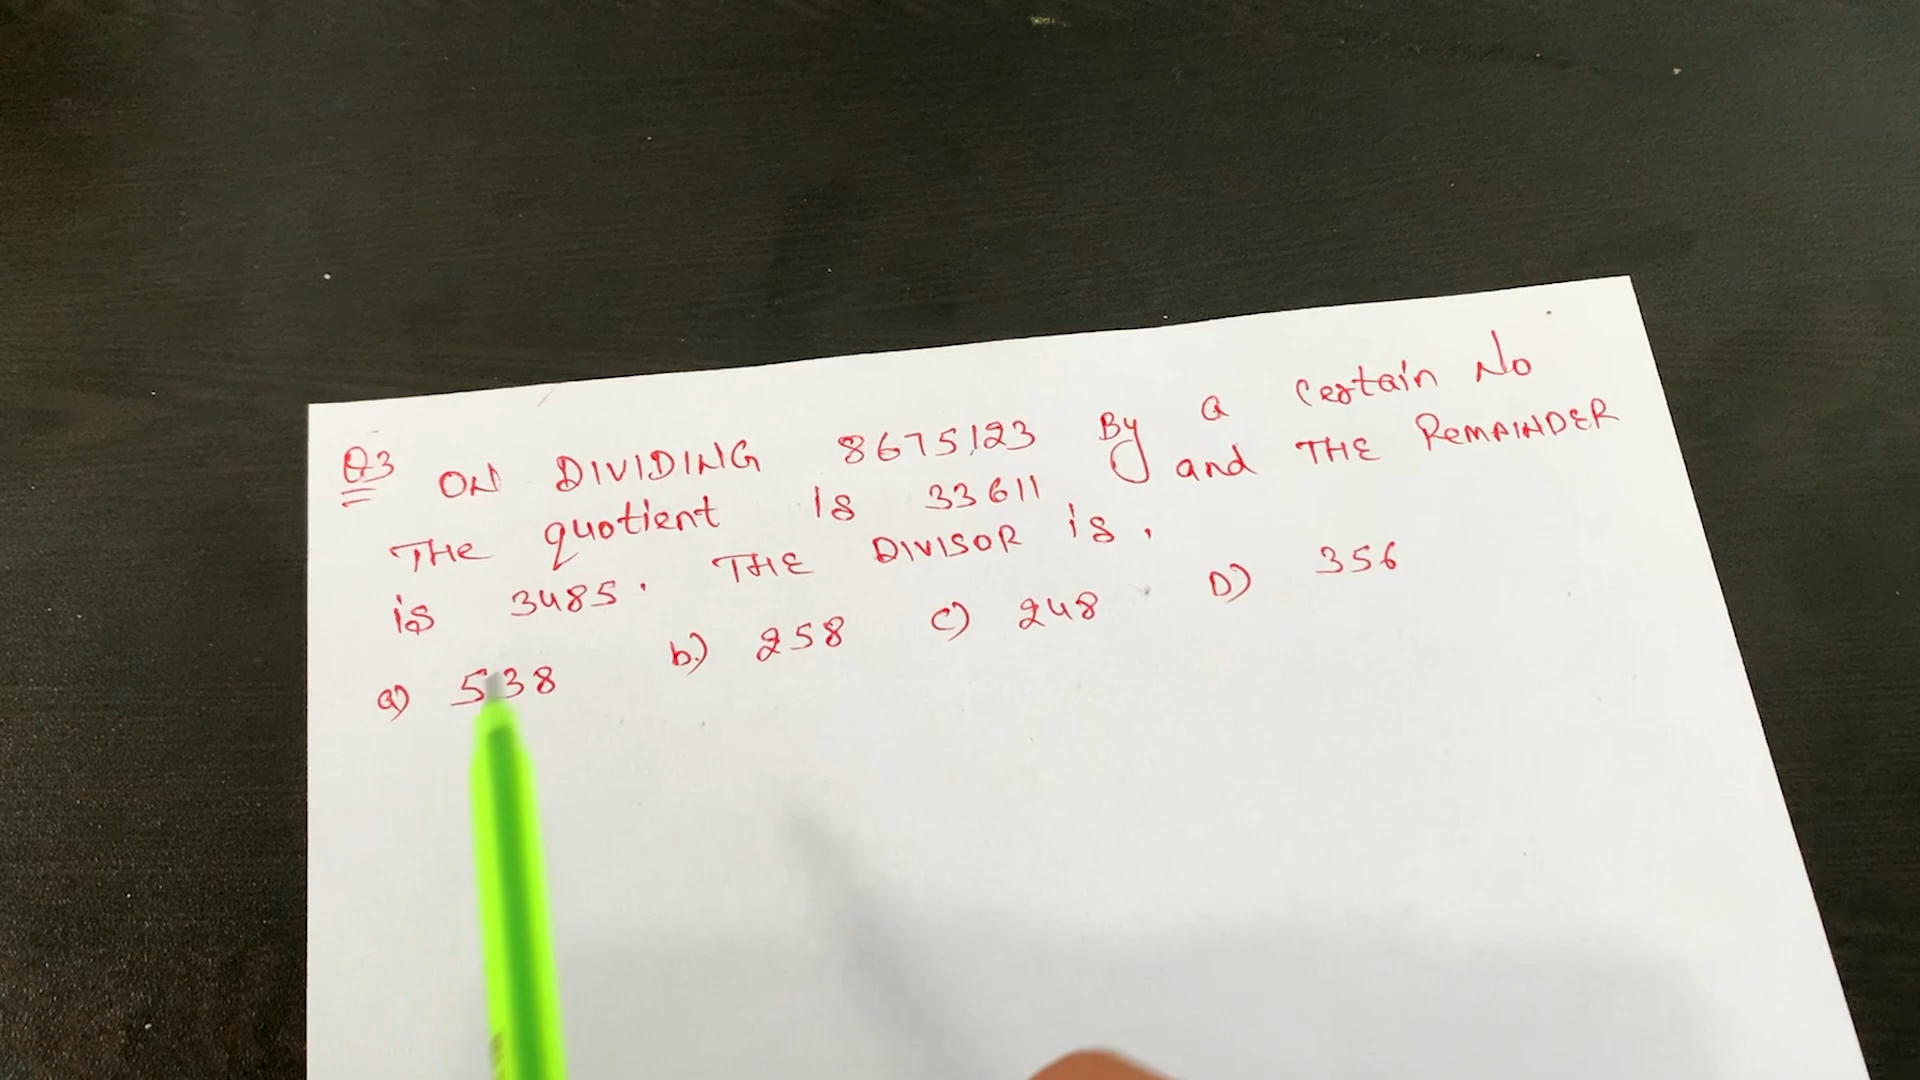 Q3 ON DIVIDING 8675123 By a certain No
THe quotient is 33611, and THE REMAINDER
is 3485. THE DIVISOR is.
a) 538 b.) 258 c) 248 D) 356